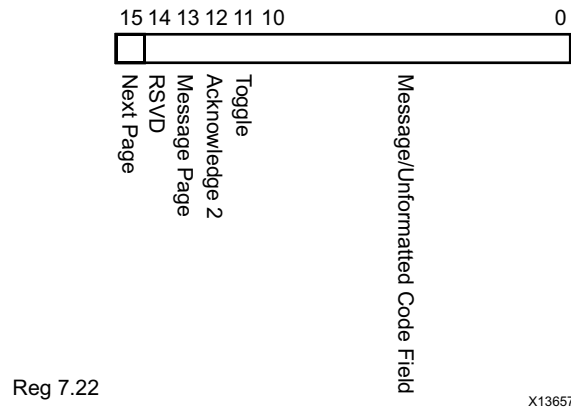 15 14 13 12 11 10 0
Next Page
RSVD
Message Page
Acknowledge 2
Toggle
Message/Unformatted Code Field
Reg 7.22
X13657